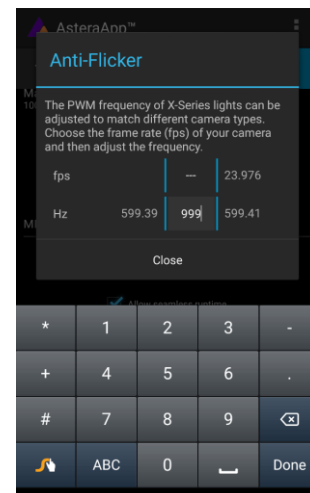 AsteraApp™
Anti-Flicker
The PWM frequency of X-Series lights can be
adjusted to match different camera types.
Choose the frame rate (fps) of your camera
and then adjust the frequency.
fps --- 23.976
Hz 599.39 999 599.41
Close
Allow seamless runtime
* 1 2 3 -
+ 4 5 6 .
# 7 8 9
ABC 0 Done